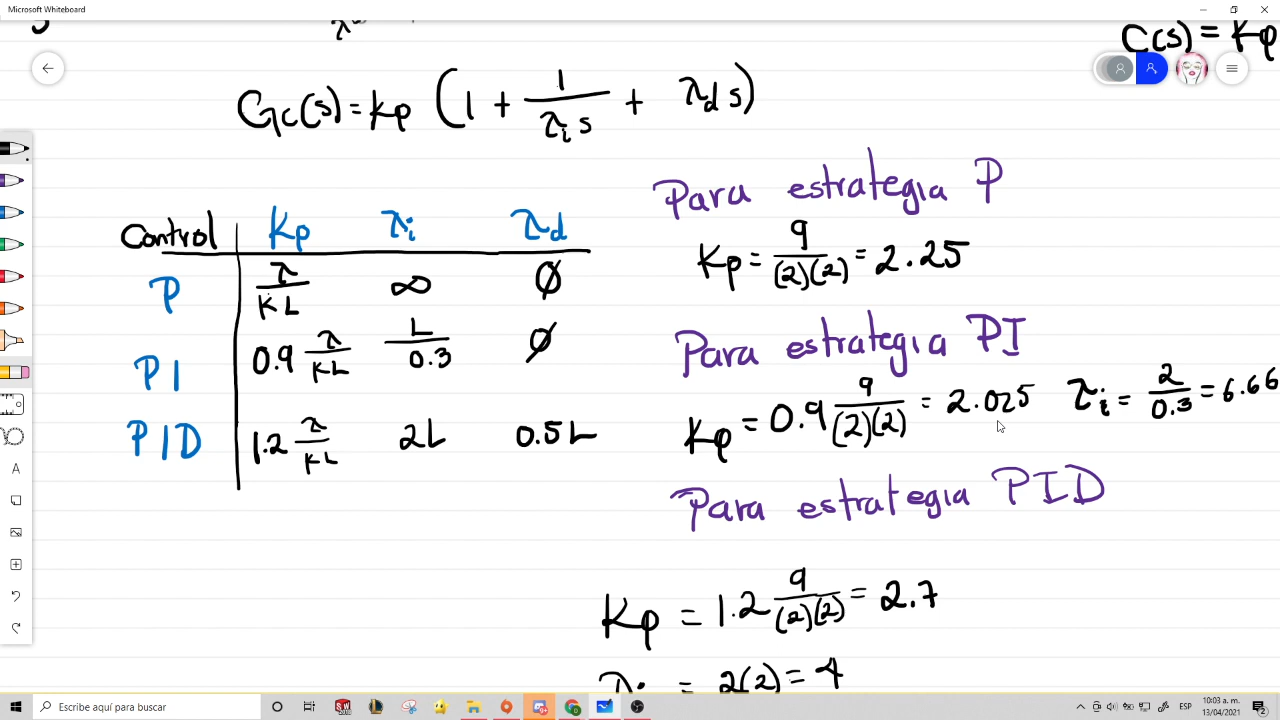 Microsoft Whiteboard
C(s) = Kp
Gc(s) = Kp (1 + 1/(τi s) + τd s)
Control Kp τi τd
P τ/(KL) ∞ Ø
PI 0.9 τ/(KL) L/0.3 Ø
PID 1.2 τ/(KL) 2L 0.5L
Para estrategia P
Kp = 9/((2)(2)) = 2.25
Para estrategia PI
Kp = 0.9 9/((2)(2)) = 2.025 τi = 2/0.3 = 6.66
Para estrategia PID
Kp = 1.2 9/((2)(2)) = 2.7
τi = 2(2) = 4
Escribe aquí para buscar
ESP
10:03 a. m.
13/04/2021